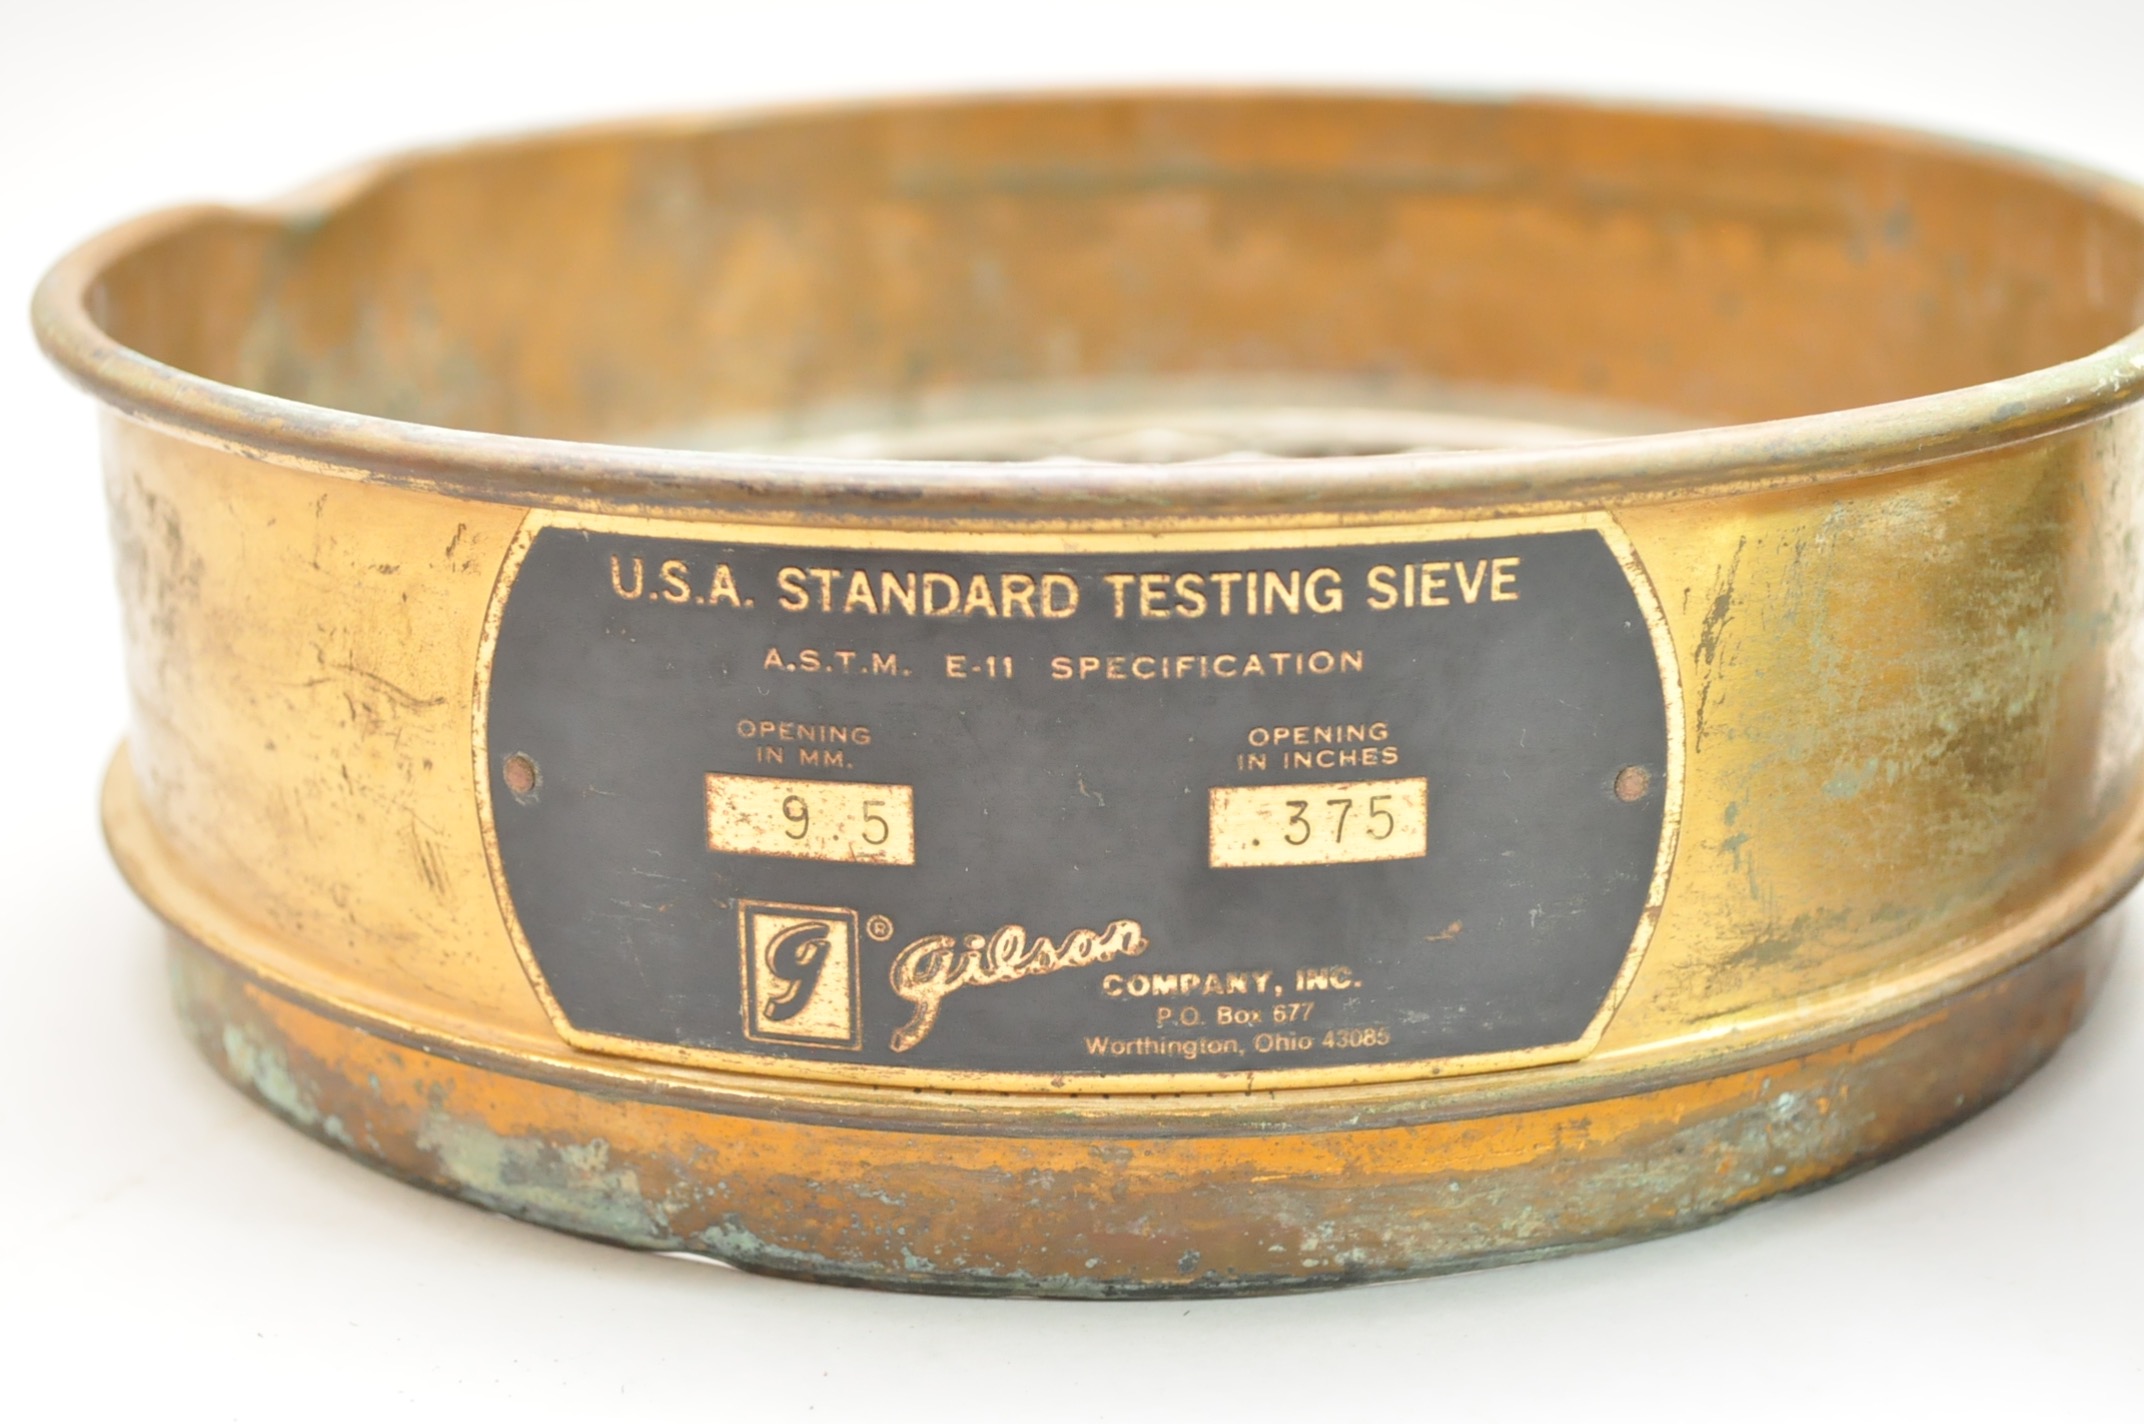 U.S.A. STANDARD TESTING SIEVE
A.S.T.M. E-11 SPECIFICATION
OPENING
IN MM.
9.5
OPENING
IN INCHES
.375
g® Gilson
COMPANY, INC.
P.O. Box 677
Worthington, Ohio 43085